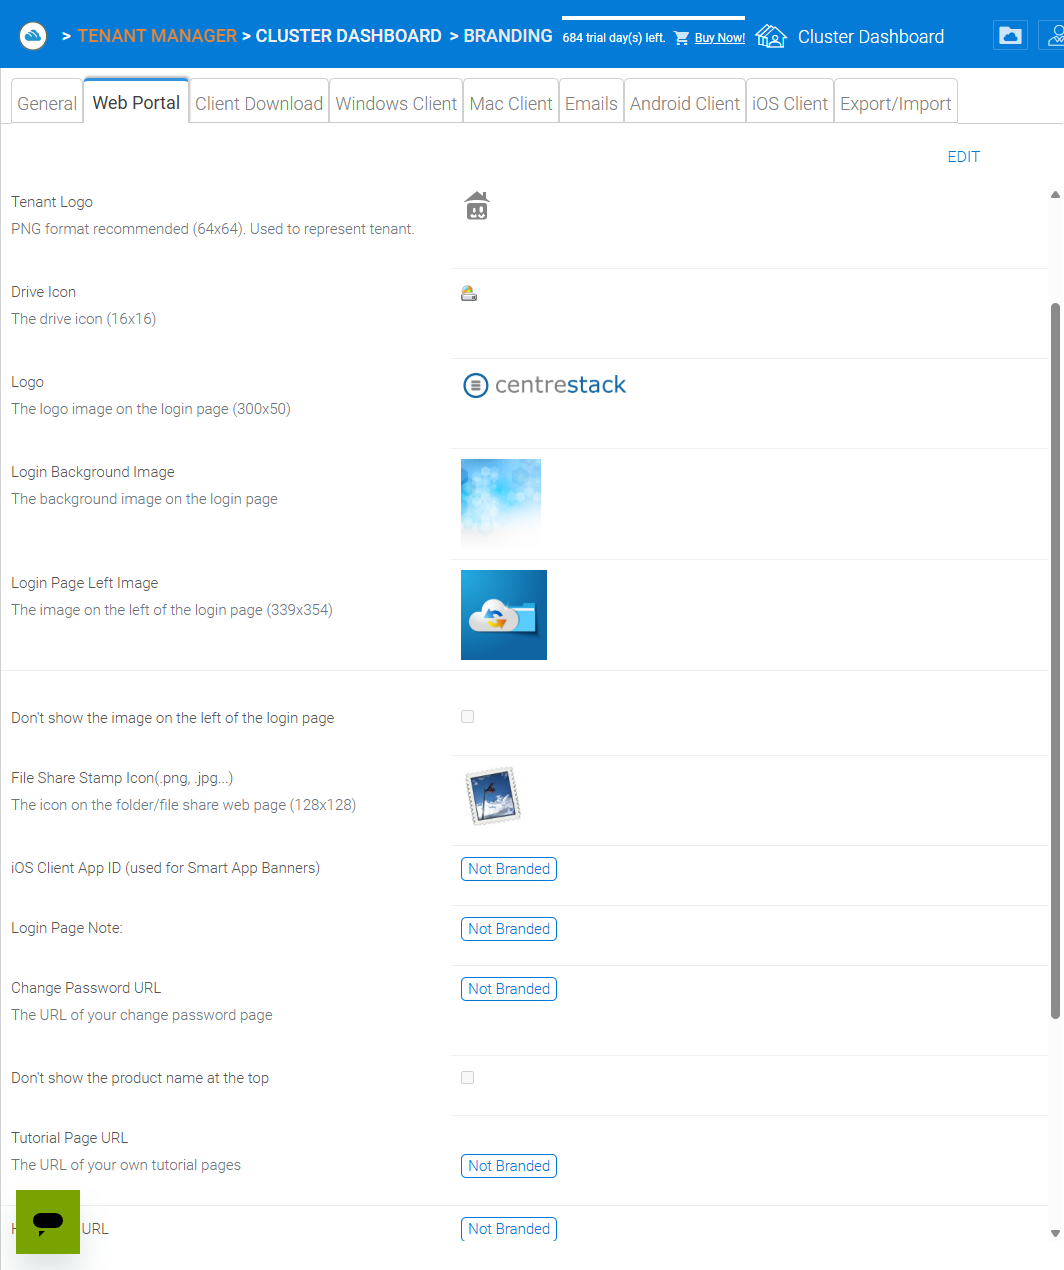 > TENANT MANAGER > CLUSTER DASHBOARD > BRANDING 684 trial day(s) left. Buy Now! Cluster Dashboard
General Web Portal Client Download Windows Client Mac Client Emails Android Client iOS Client Export/Import
EDIT
Tenant Logo
PNG format recommended (64x64). Used to represent tenant.
Drive Icon
The drive icon (16x16)
Logo
The logo image on the login page (300x50)
centrestack
Login Background Image
The background image on the login page
Login Page Left Image
The image on the left of the login page (339x354)
Don't show the image on the left of the login page
File Share Stamp Icon(.png, .jpg...)
The icon on the folder/file share web page (128x128)
iOS Client App ID (used for Smart App Banners) Not Branded
Login Page Note: Not Branded
Change Password URL Not Branded
The URL of your change password page
Don't show the product name at the top
Tutorial Page URL
The URL of your own tutorial pages Not Branded
URL Not Branded